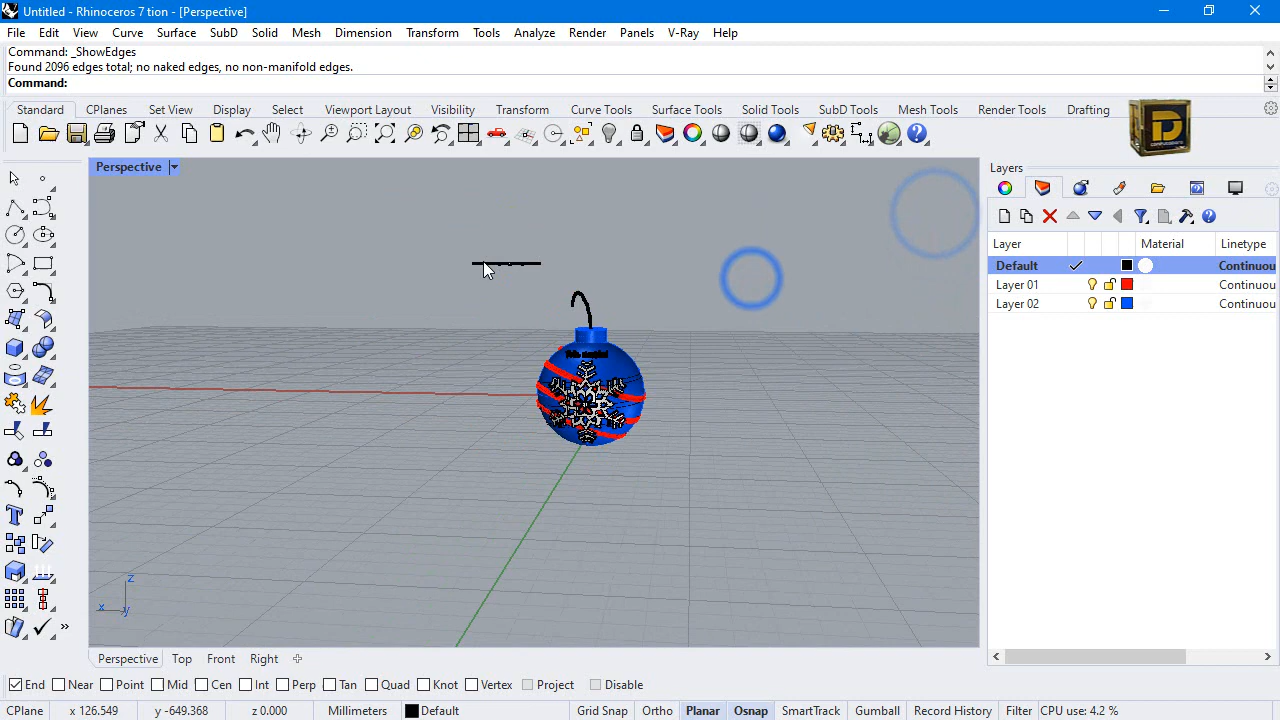 Untitled - Rhinoceros 7 tion - [Perspective]
File Edit View Curve Surface SubD Solid Mesh Dimension Transform Tools Analyze Render Panels V-Ray Help
Command: _ShowEdges
Found 2096 edges total; no naked edges, no non-manifold edges.
Command:
Standard CPlanes Set View Display Select Viewport Layout Visibility Transform Curve Tools Surface Tools Solid Tools SubD Tools Mesh Tools Render Tools Drafting
Perspective
Layers
Layer Material Linetype
Default Continuou
Layer 01 Continuou
Layer 02 Continuou
z
x
y
Perspective Top Front Right
End Near Point Mid Cen Int Perp Tan Quad Knot Vertex Project Disable
CPlane x 126.549 y -649.368 z 0.000 Millimeters Default Grid Snap Ortho Planar Osnap SmartTrack Gumball Record History Filter CPU use: 4.2 %